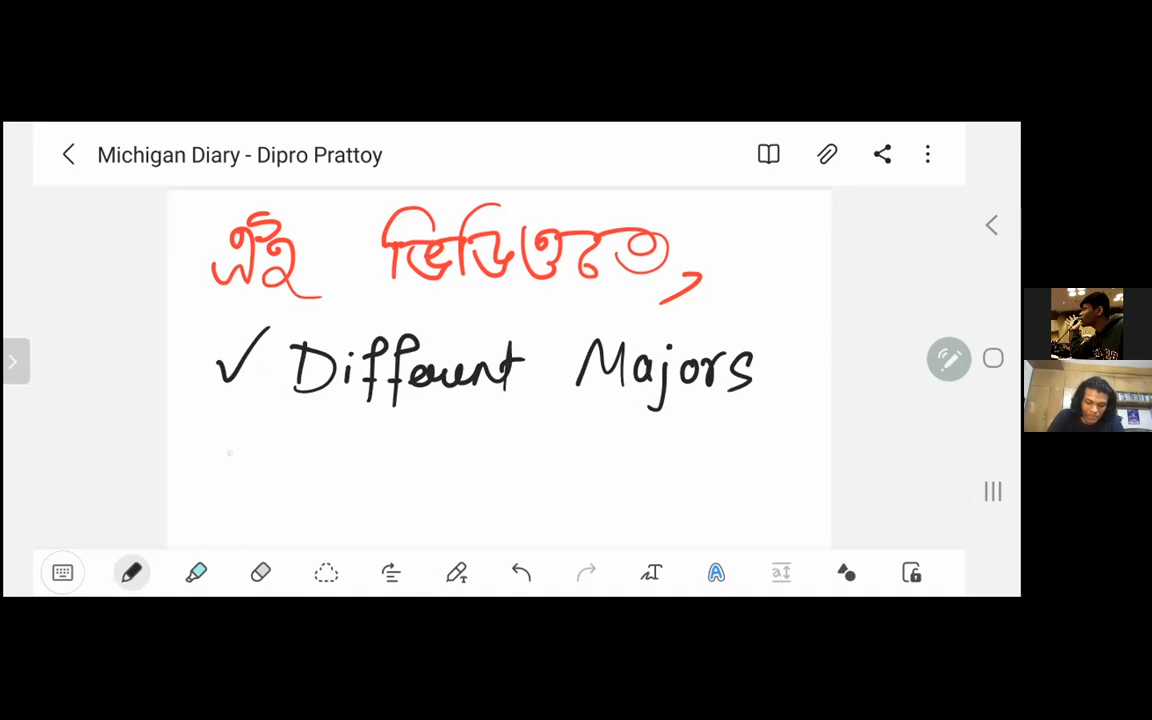 Michigan Diary - Dipro Prattoy
এই ভিডিওতে,
✓ Different Majors